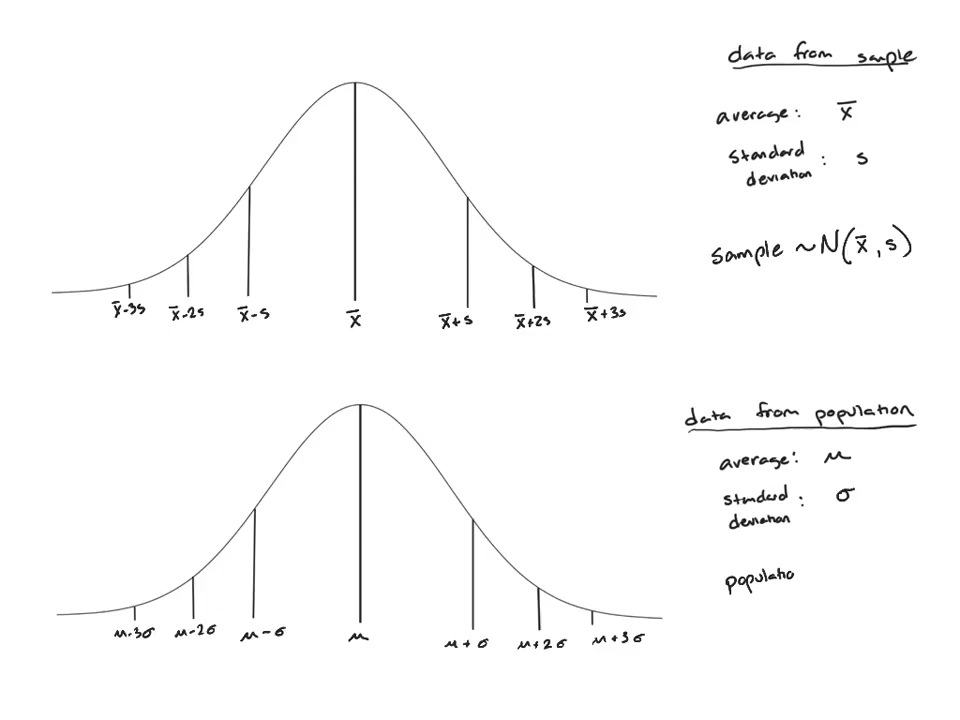 data from sample
average: x̄
standard deviation : s
sample ~N(x̄, s)
x̄-3s x̄-2s x̄-s x̄ x̄+s x̄+2s x̄+3s
data from population
average: μ
standard deviation : σ
populatio
μ-3σ μ-2σ μ-σ μ μ+σ μ+2σ μ+3σ